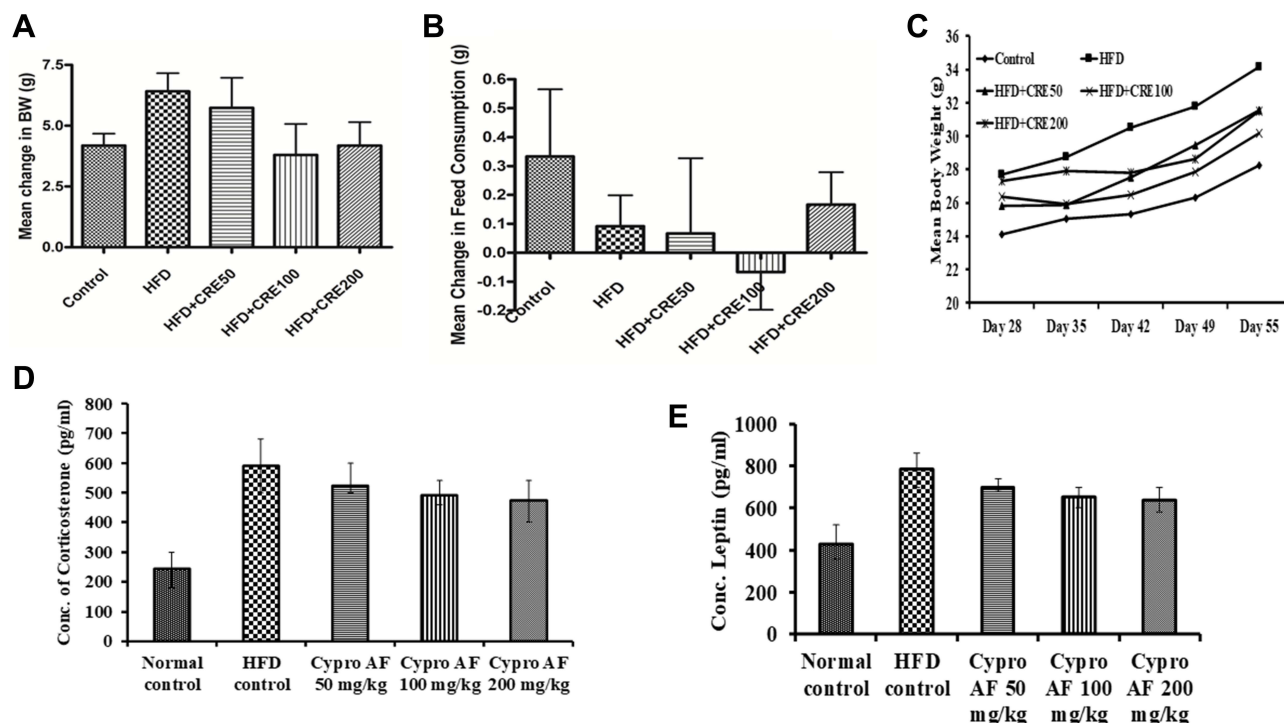 A
Mean change in BW (g)
7.5
5.0
2.5
0.0
Control
HFD
HFD+CRE50
HFD+CRE100
HFD+CRE200
B
Mean Change in Feed Consumption (g)
0.6
0.5
0.4
0.3
0.2
0.1
0.0
-0.1
-0.2
Control
HFD
HFD+CRE50
HFD+CRE100
HFD+CRE200
C
Mean Body Weight (g)
36
34
32
30
28
26
24
22
20
Control HFD
HFD+CRE50 HFD+CRE100
HFD+CRE200
Day 28 Day 35 Day 42 Day 49 Day 55
D
Conc. of Corticosterone (pg/ml)
800
700
600
500
400
300
200
100
0
Normal HFD Cypro AF Cypro AF Cypro AF
control control 50 mg/kg 100 mg/kg 200 mg/kg
E
Conc. Leptin (pg/ml)
1000
800
600
400
200
0
Normal HFD Cypro Cypro Cypro
control control AF 50 AF 100 AF 200
mg/kg mg/kg mg/kg